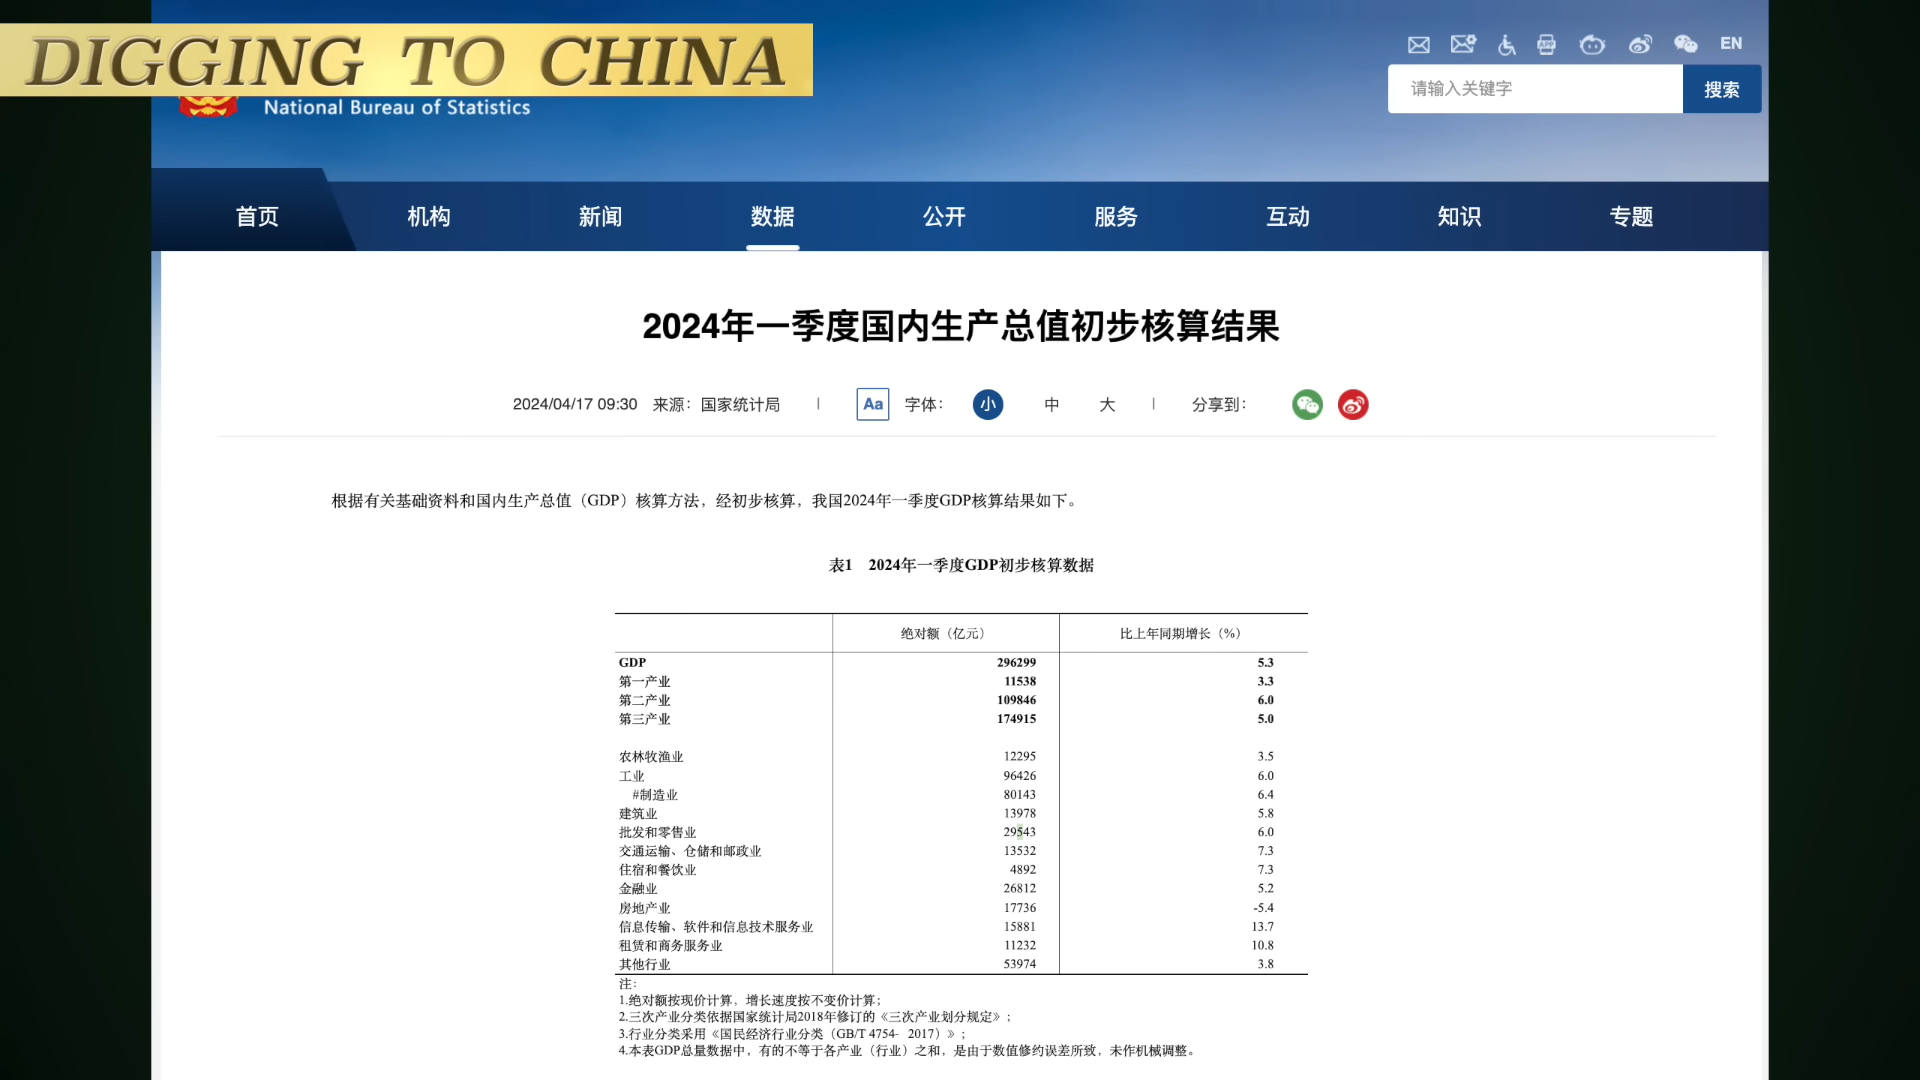 DIGGING TO CHINA
National Bureau of Statistics
EN
请输入关键字
搜索
首页 机构 新闻 数据 公开 服务 互动 知识 专题
2024年一季度国内生产总值初步核算结果
2024/04/17 09:30 来源：国家统计局 | Aa 字体： 小 中 大 | 分享到：
根据有关基础资料和国内生产总值（GDP）核算方法，经初步核算，我国2024年一季度GDP核算结果如下。
表1 2024年一季度GDP初步核算数据
绝对额（亿元） 比上年同期增长（%）
GDP 296299 5.3
第一产业 11538 3.3
第二产业 109846 6.0
第三产业 174915 5.0
农林牧渔业 12295 3.5
工业 96426 6.0
#制造业 80143 6.4
建筑业 13978 5.8
批发和零售业 29543 6.0
交通运输、仓储和邮政业 13532 7.3
住宿和餐饮业 4892 7.3
金融业 26812 5.2
房地产业 17736 -5.4
信息传输、软件和信息技术服务业 15881 13.7
租赁和商务服务业 11232 10.8
其他行业 53974 3.8
注：
1.绝对额按现价计算，增长速度按不变价计算；
2.三次产业分类依据国家统计局2018年修订的《三次产业划分规定》；
3.行业分类采用《国民经济行业分类（GB/T 4754- 2017）》；
4.本表GDP总量数据中，有的不等于各产业（行业）之和，是由于数值修约误差所致，未作机械调整。